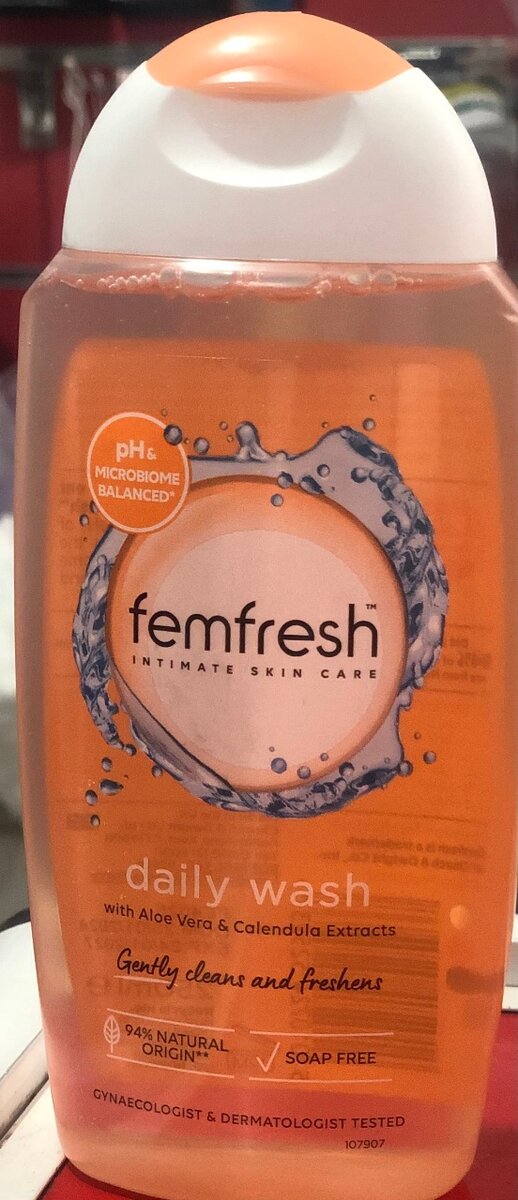 pH &
MICROBIOME
BALANCED*
femfresh™
INTIMATE SKIN CARE
daily wash
with Aloe Vera & Calendula Extracts
Gently cleans and freshens
94% NATURAL
ORIGIN**
SOAP FREE
GYNAECOLOGIST & DERMATOLOGIST TESTED
107907